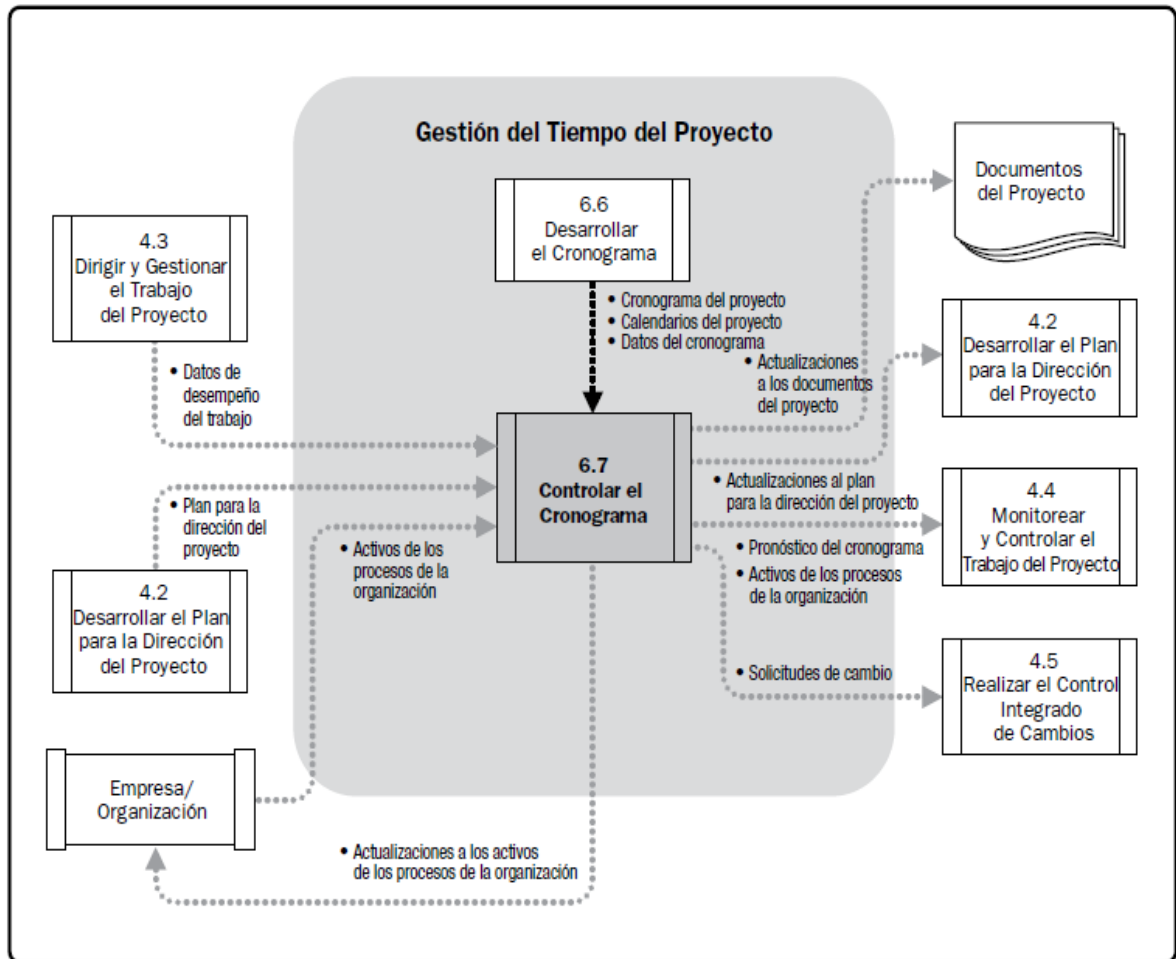 Gestión del Tiempo del Proyecto
Documentos
del Proyecto
6.6
Desarrollar
el Cronograma
4.3
Dirigir y Gestionar
el Trabajo
del Proyecto
• Cronograma del proyecto
• Calendarios del proyecto
• Datos del cronograma
4.2
Desarrollar el Plan
para la Dirección
del Proyecto
• Datos de
desempeño
del trabajo
• Actualizaciones
a los documentos
del proyecto
6.7
Controlar el
Cronograma
• Actualizaciones al plan
para la dirección del proyecto
4.4
Monitorear
y Controlar el
Trabajo del Proyecto
• Plan para la
dirección del
proyecto
• Activos de los
procesos de la
organización
• Pronóstico del cronograma
• Activos de los procesos
de la organización
4.2
Desarrollar el Plan
para la Dirección
del Proyecto
• Solicitudes de cambio
4.5
Realizar el Control
Integrado
de Cambios
Empresa/
Organización
• Actualizaciones a los activos
de los procesos de la organización